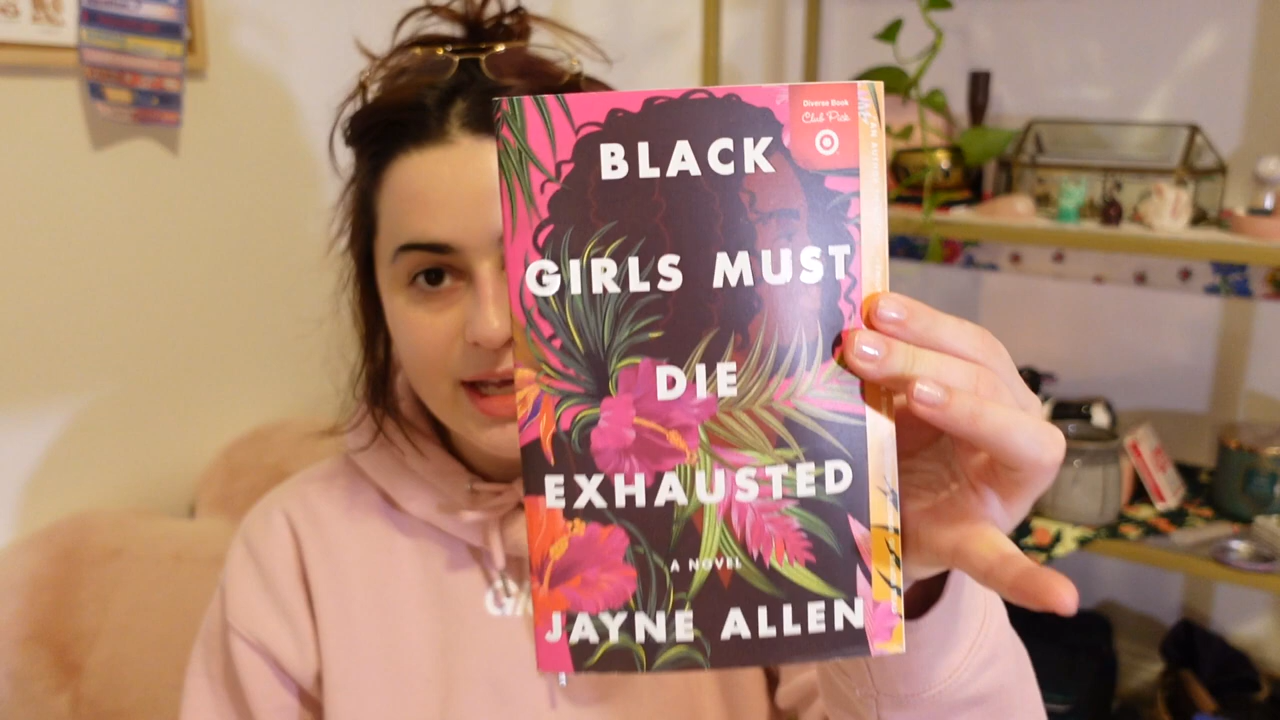 Diverse Book
Club Pick
BLACK
GIRLS MUST
DIE
EXHAUSTED
A NOVEL
JAYNE ALLEN